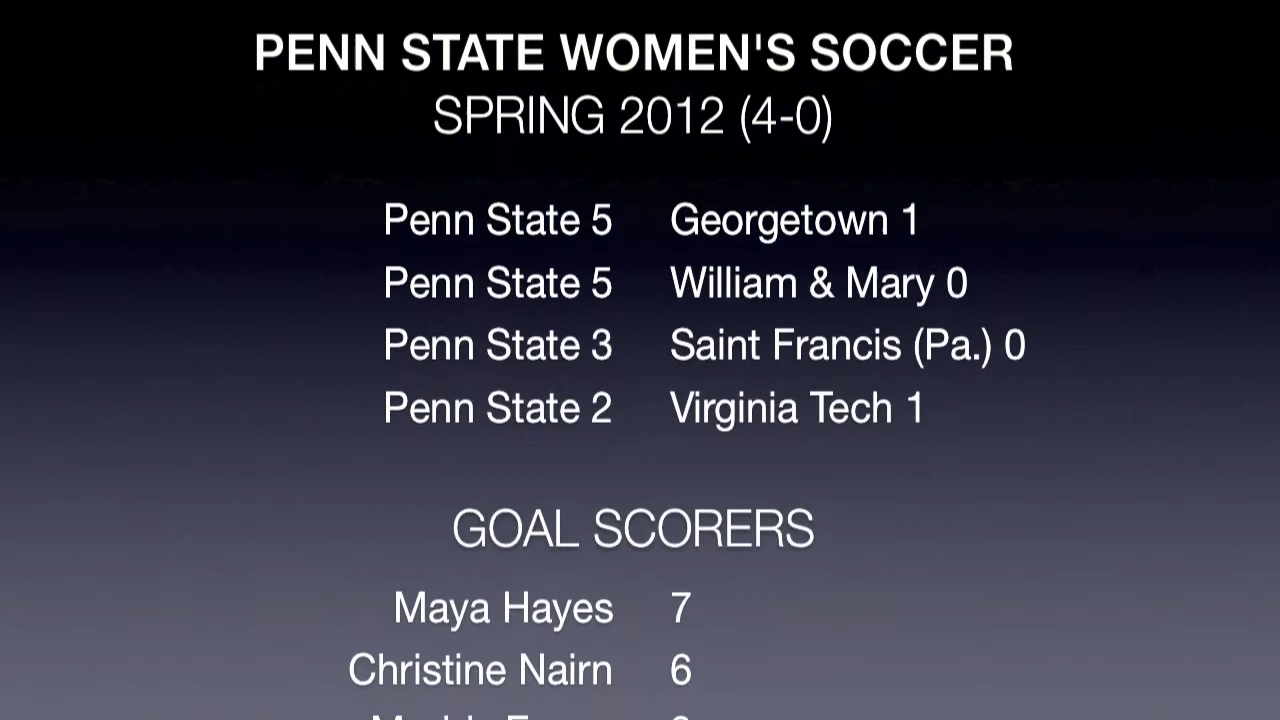 PENN STATE WOMEN'S SOCCER
SPRING 2012 (4-0)
Penn State 5 Georgetown 1
Penn State 5 William & Mary 0
Penn State 3 Saint Francis (Pa.) 0
Penn State 2 Virginia Tech 1
GOAL SCORERS
Maya Hayes 7
Christine Nairn 6